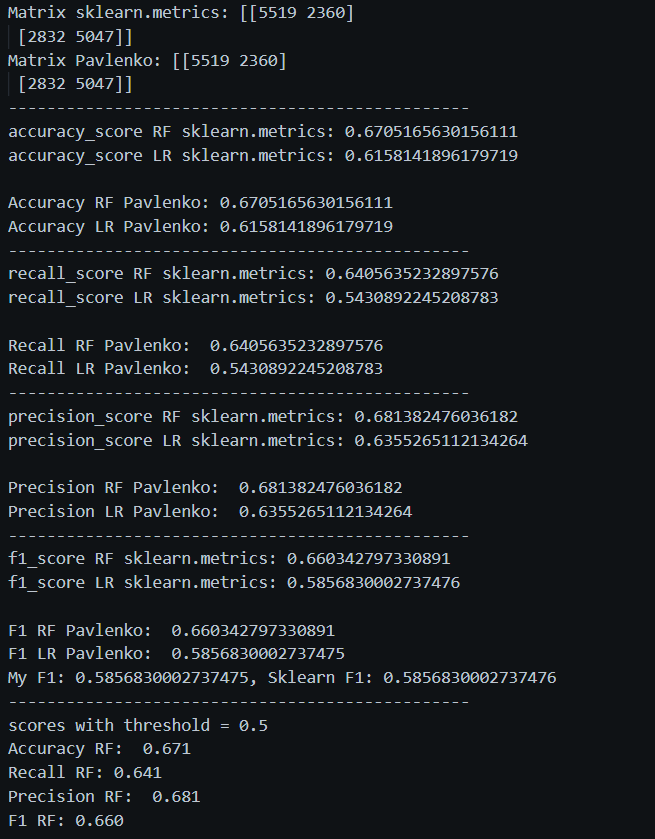 Matrix sklearn.metrics: [[5519 2360]
[2832 5047]]
Matrix Pavlenko: [[5519 2360]
[2832 5047]]
------------------------------------------------
accuracy_score RF sklearn.metrics: 0.6705165630156111
accuracy_score LR sklearn.metrics: 0.6158141896179719

Accuracy RF Pavlenko: 0.6705165630156111
Accuracy LR Pavlenko: 0.6158141896179719
------------------------------------------------
recall_score RF sklearn.metrics: 0.6405635232897576
recall_score LR sklearn.metrics: 0.5430892245208783

Recall RF Pavlenko:  0.6405635232897576
Recall LR Pavlenko:  0.5430892245208783
------------------------------------------------
precision_score RF sklearn.metrics: 0.681382476036182
precision_score LR sklearn.metrics: 0.6355265112134264

Precision RF Pavlenko:  0.681382476036182
Precision LR Pavlenko:  0.6355265112134264
------------------------------------------------
f1_score RF sklearn.metrics: 0.660342797330891
f1_score LR sklearn.metrics: 0.5856830002737476

F1 RF Pavlenko:  0.660342797330891
F1 LR Pavlenko:  0.5856830002737475
My F1: 0.5856830002737475, Sklearn F1: 0.5856830002737476
------------------------------------------------
scores with threshold = 0.5
Accuracy RF:  0.671
Recall RF: 0.641
Precision RF:  0.681
F1 RF: 0.660